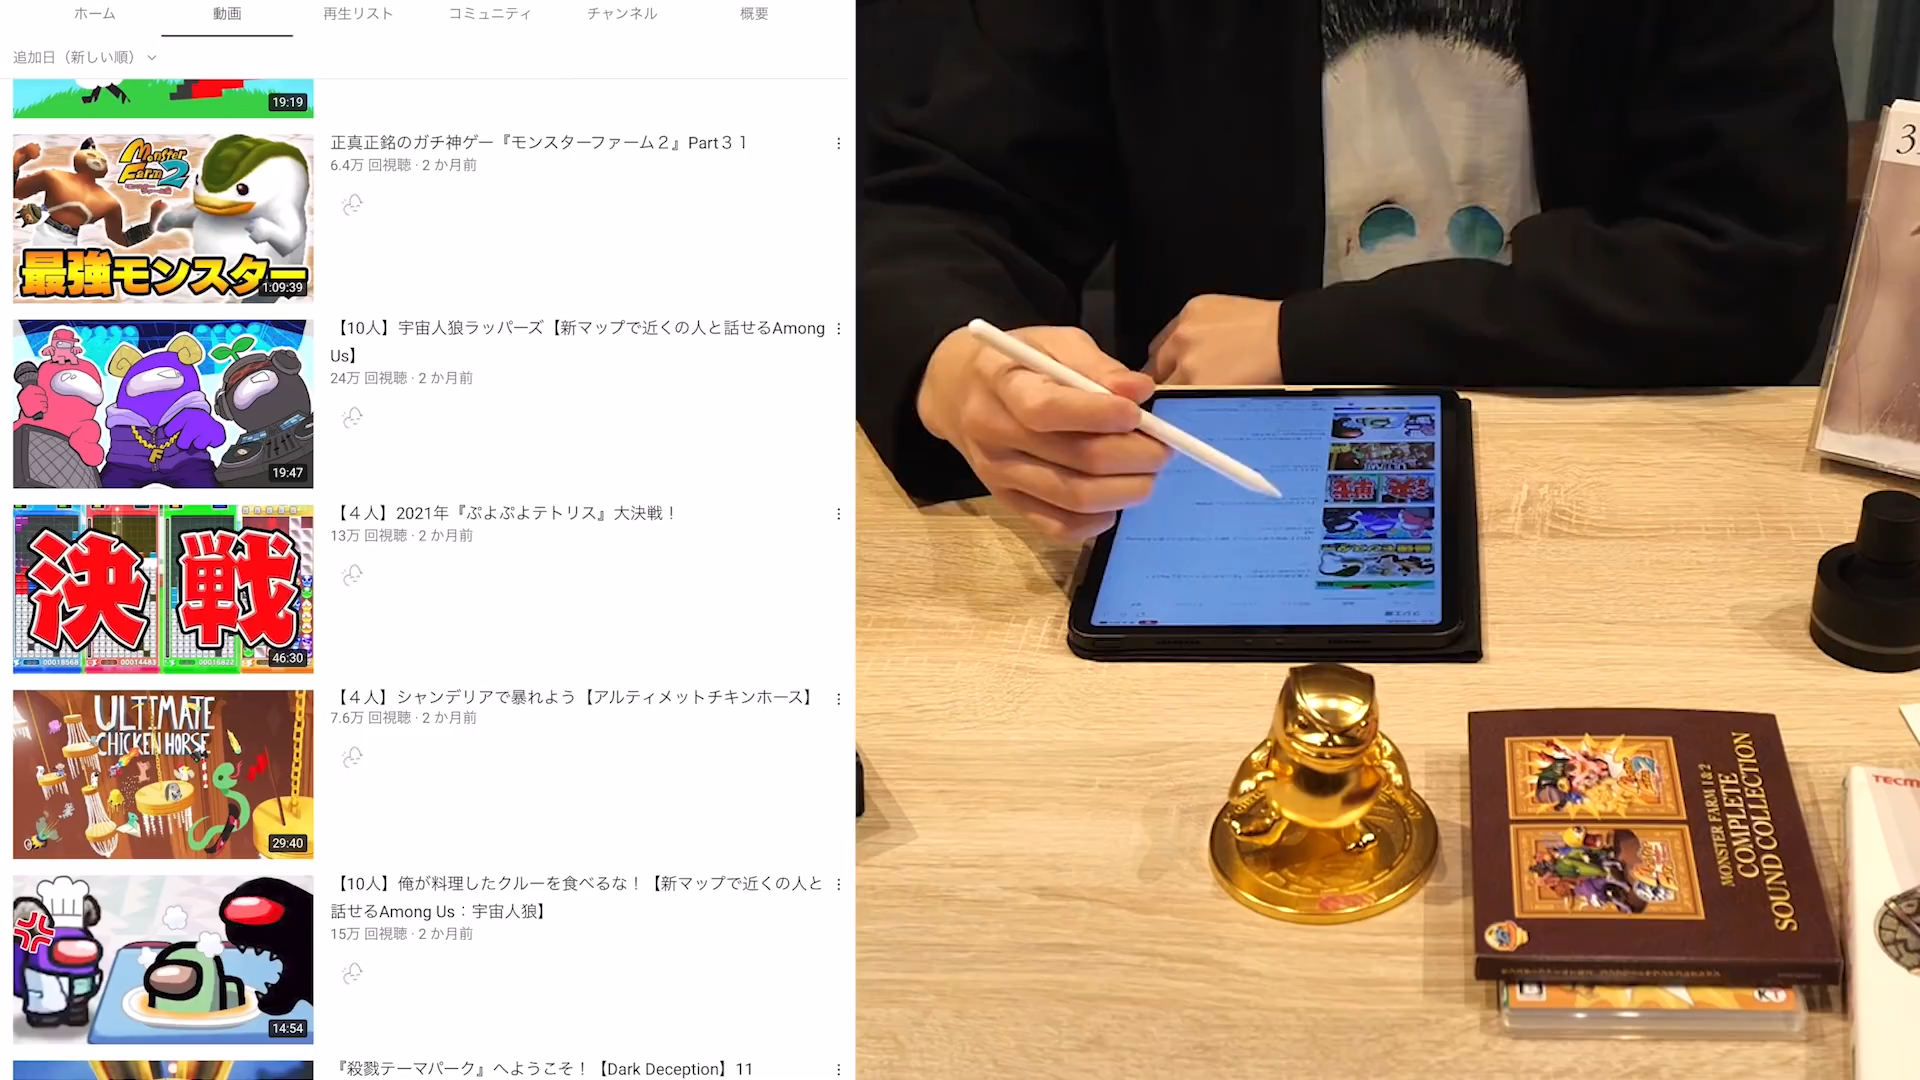 ホーム 動画 再生リスト コミュニティ チャンネル 概要
追加日（新しい順）
19:19
正真正銘のガチ神ゲー『モンスターファーム２』Part３１
6.4万 回視聴・2 か月前
Monster Farm 2
最強モンスター
1:09:39
【10人】宇宙人狼ラッパーズ【新マップで近くの人と話せるAmong
Us】
24万 回視聴・2 か月前
19:47
【４人】2021年『ぷよぷよテトリス』大決戦！
13万 回視聴・2 か月前
決戦
00018568 00014483 00016822
46:30
【４人】シャンデリアで暴れよう【アルティメットチキンホース】
7.6万 回視聴・2 か月前
ULTIMATE
CHICKEN HORSE
29:40
【10人】俺が料理したクルーを食べるな！【新マップで近くの人と
話せるAmong Us：宇宙人狼】
15万 回視聴・2 か月前
14:54
『殺戮テーマパーク』へようこそ！【Dark Deception】11
MONSTER FARM 1 & 2
COMPLETE
SOUND COLLECTION
TECM
KT